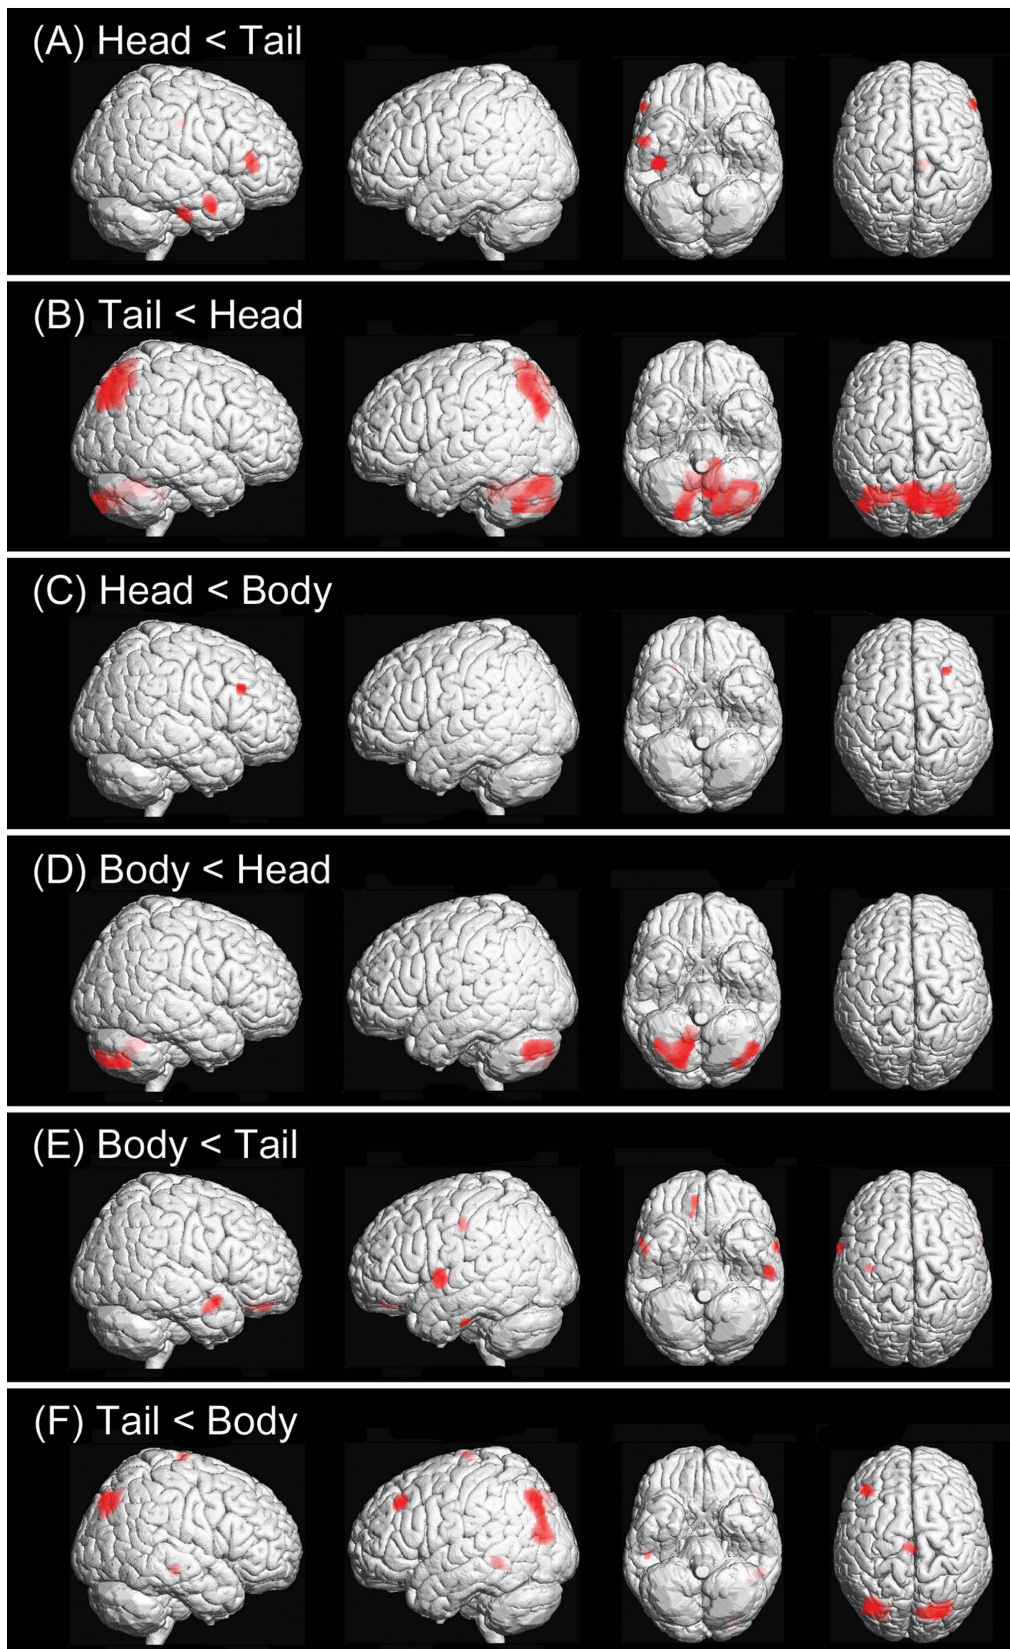 (A) Head < Tail
(B) Tail < Head
(C) Head < Body
(D) Body < Head
(E) Body < Tail
(F) Tail < Body